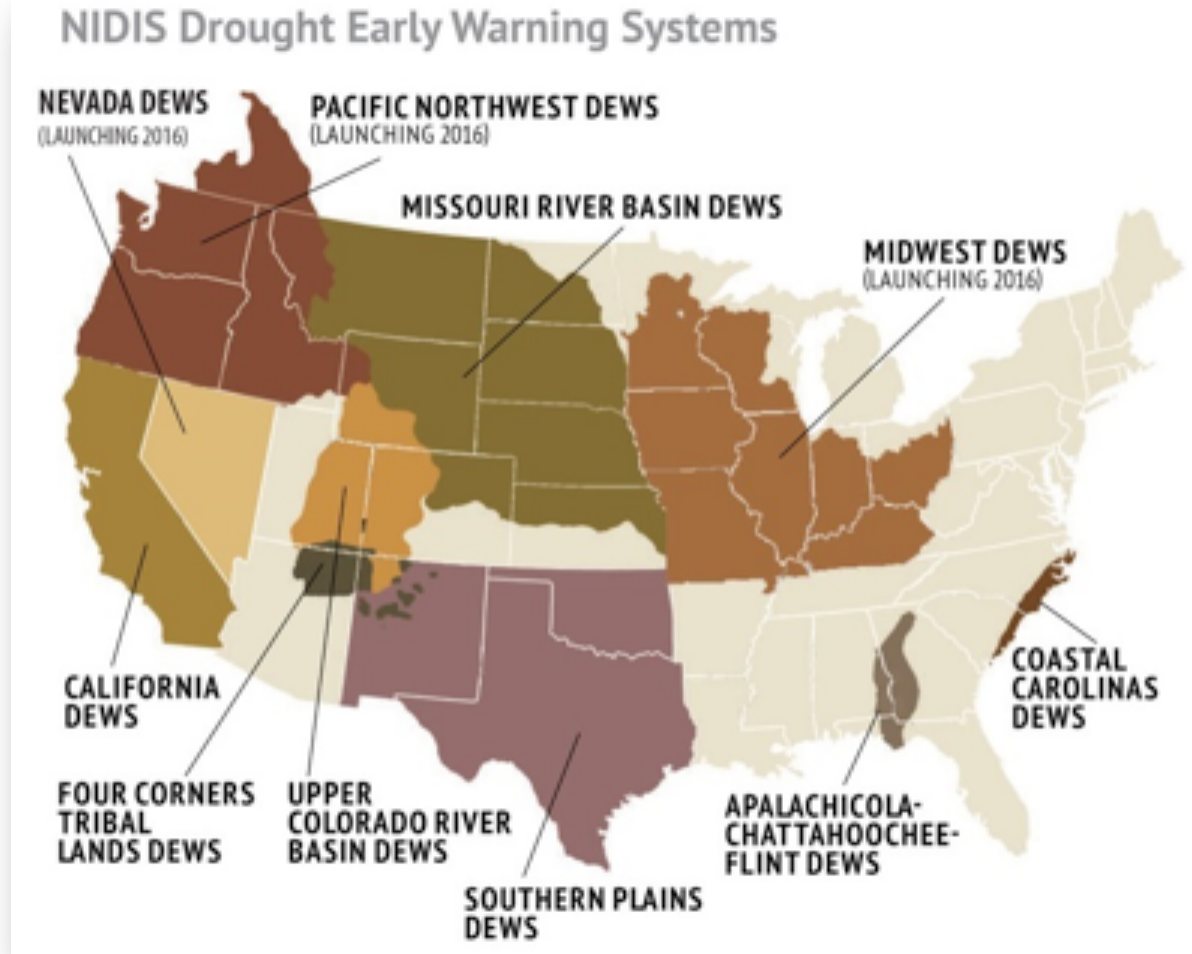 NIDIS Drought Early Warning Systems
NEVADA DEWS
(LAUNCHING 2016)
PACIFIC NORTHWEST DEWS
(LAUNCHING 2016)
MISSOURI RIVER BASIN DEWS
MIDWEST DEWS
(LAUNCHING 2016)
CALIFORNIA
DEWS
FOUR CORNERS
TRIBAL
LANDS DEWS
UPPER
COLORADO RIVER
BASIN DEWS
SOUTHERN PLAINS
DEWS
APALACHICOLA-
CHATTAHOOCHEE-
FLINT DEWS
COASTAL
CAROLINAS
DEWS